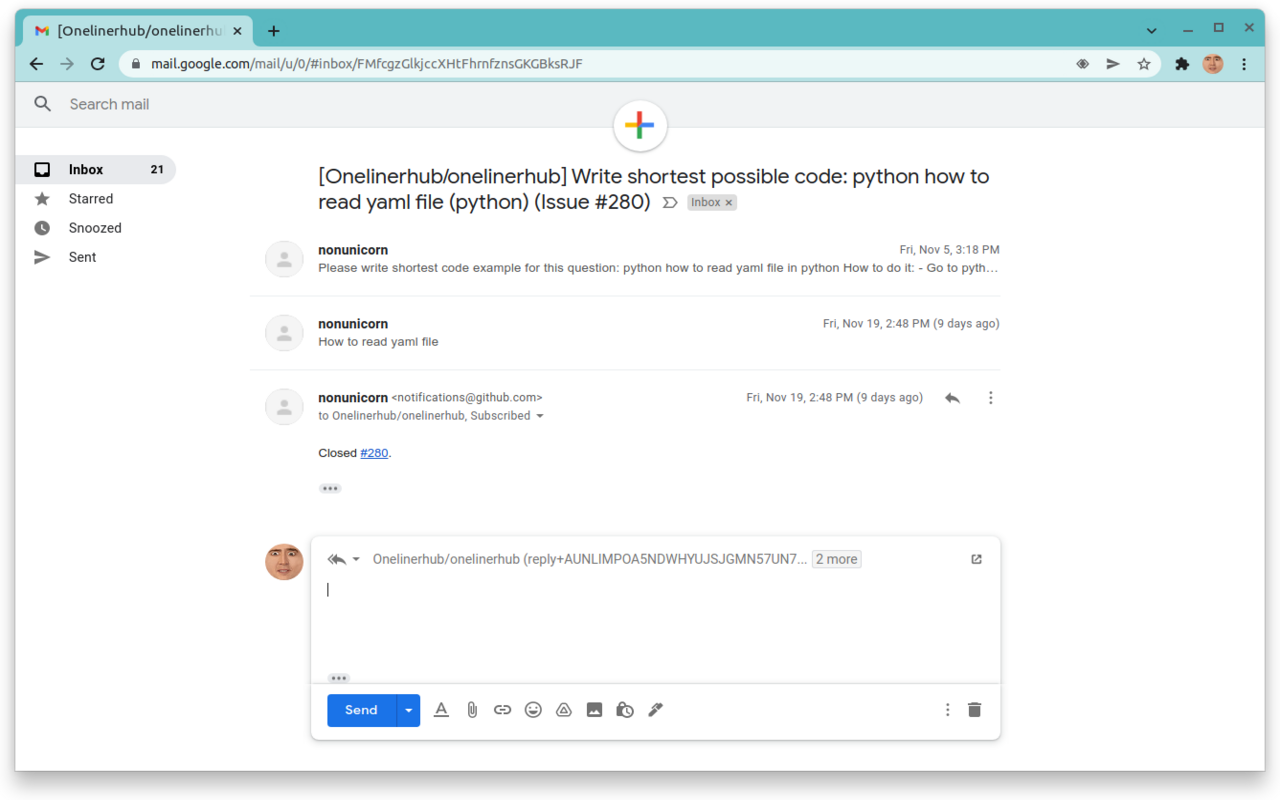 [Onelinerhub/onelinerhu
mail.google.com/mail/u/0/#inbox/FMfcgzGlkjccXHtFhrnfznsGKGBksRJF
Search mail
Inbox 21
Starred
Snoozed
Sent
[Onelinerhub/onelinerhub] Write shortest possible code: python how to
read yaml file (python) (Issue #280) Inbox ×
nonunicorn Fri, Nov 5, 3:18 PM
Please write shortest code example for this question: python how to read yaml file in python How to do it: - Go to pyth...
nonunicorn Fri, Nov 19, 2:48 PM (9 days ago)
How to read yaml file
nonunicorn <notifications@github.com> Fri, Nov 19, 2:48 PM (9 days ago)
to Onelinerhub/onelinerhub, Subscribed
Closed #280.
Onelinerhub/onelinerhub (reply+AUNLIMPOA5NDWHYUJSJGMN57UN7... 2 more
Send